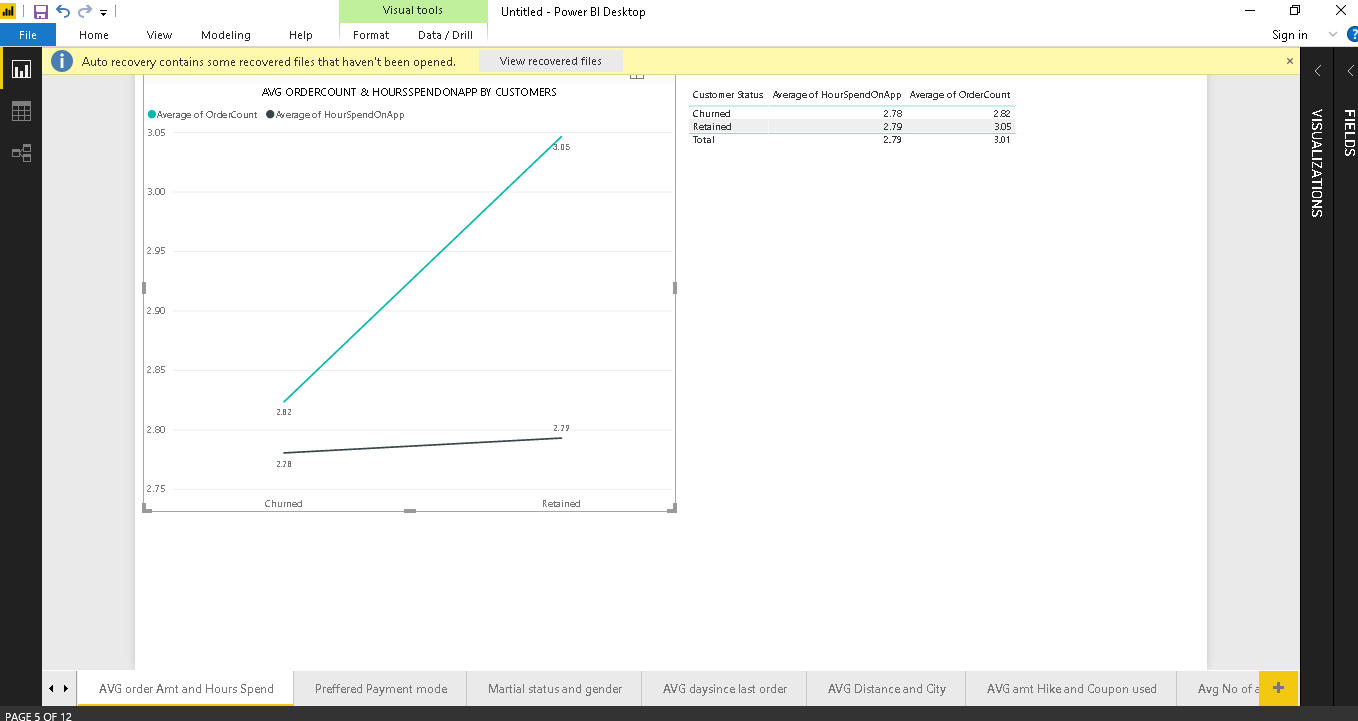 Visual tools
Untitled - Power BI Desktop
File Home View Modeling Help Format Data / Drill Sign in
Auto recovery contains some recovered files that haven't been opened. View recovered files
AVG ORDERCOUNT & HOURSSPENDONAPP BY CUSTOMERS
Average of OrderCount Average of HourSpendOnApp
3.05
3.05
3.00
2.95
2.90
2.85
2.82
2.80
2.79
2.78
2.75
Churned Retained
Customer Status Average of HourSpendOnApp Average of OrderCount
Churned 2.78 2.82
Retained 2.79 3.05
Total 2.79 3.01
VISUALIZATIONS
FIELDS
AVG order Amt and Hours Spend Preffered Payment mode Martial status and gender AVG daysince last order AVG Distance and City AVG amt Hike and Coupon used Avg No of a
PAGE 5 OF 12